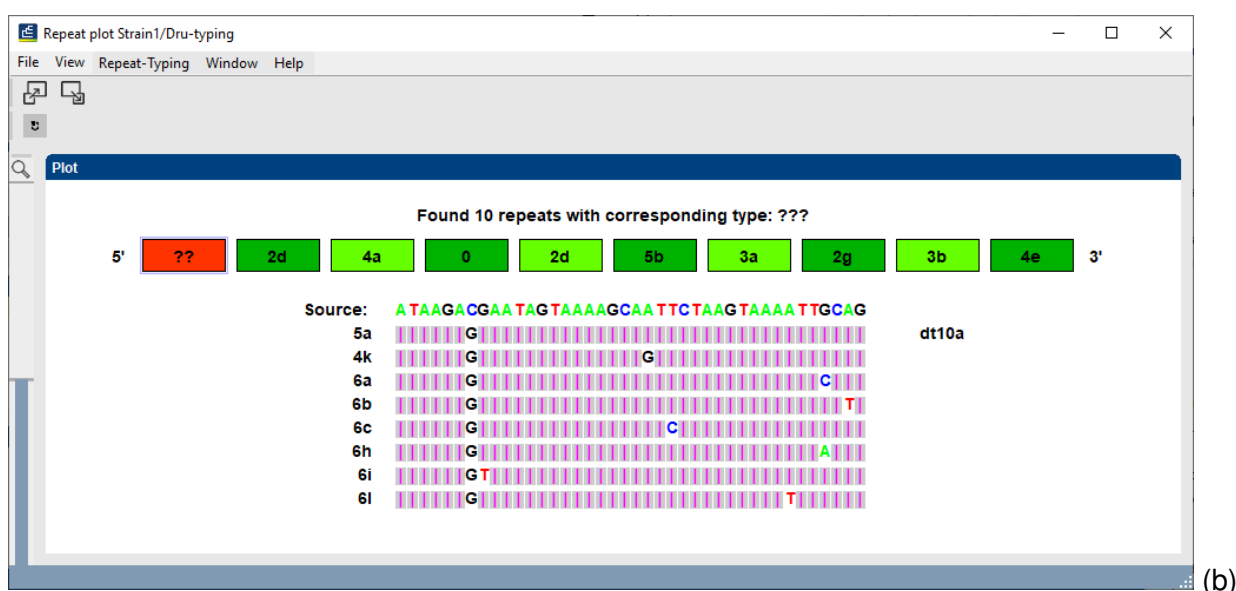 Repeat plot Strain1/Dru-typing
File View Repeat-Typing Window Help
Plot
Found 10 repeats with corresponding type: ???
5' ?? 2d 4a 0 2d 5b 3a 2g 3b 4e 3'
Source: ATAAGACGAATAGTAAAAGCAATTCTAAGTAAAATTGCAG
5a ||||||G||||||||||||||||||||||||||||||||| dt10a
4k ||||||G||||||||||||||G||||||||||||||||||
6a ||||||G|||||||||||||||||||||||||||||C|||
6b ||||||G|||||||||||||||||||||||||||||||T|
6c ||||||G||||||||||||||||C||||||||||||||||
6h ||||||G|||||||||||||||||||||||||||||A|||
6i ||||||GT||||||||||||||||||||||||||||||||
6l ||||||G||||||||||||||||||||||||||T||||||
(b)